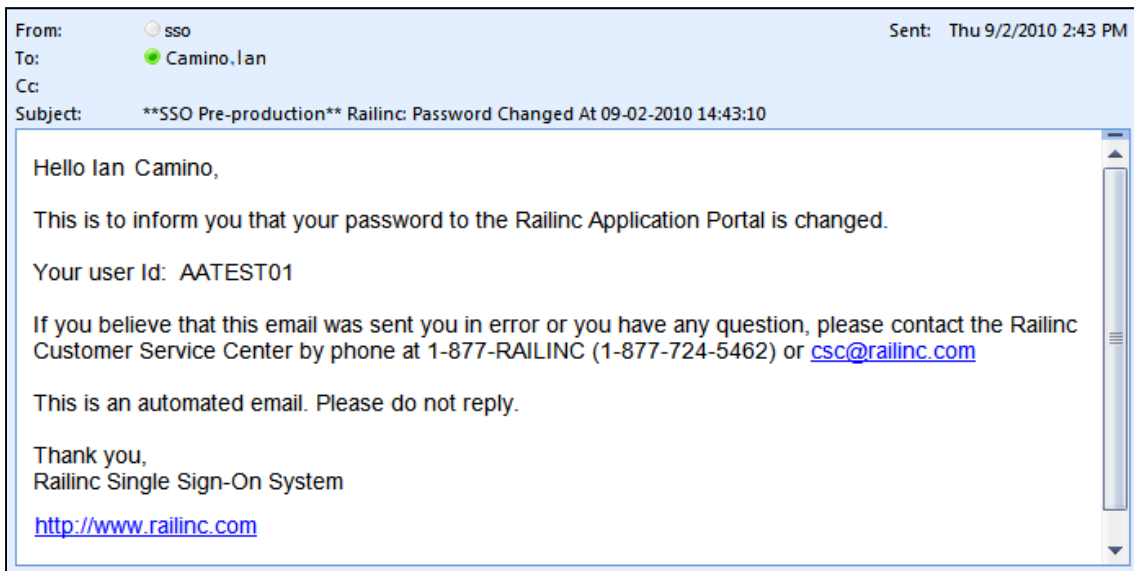 From: sso Sent: Thu 9/2/2010 2:43 PM
To: Camino,Ian
Cc:
Subject: **SSO Pre-production** Railinc: Password Changed At 09-02-2010 14:43:10
Hello Ian Camino,
This is to inform you that your password to the Railinc Application Portal is changed.
Your user Id: AATEST01
If you believe that this email was sent you in error or you have any question, please contact the Railinc
Customer Service Center by phone at 1-877-RAILINC (1-877-724-5462) or csc@railinc.com
This is an automated email. Please do not reply.
Thank you,
Railinc Single Sign-On System
http://www.railinc.com